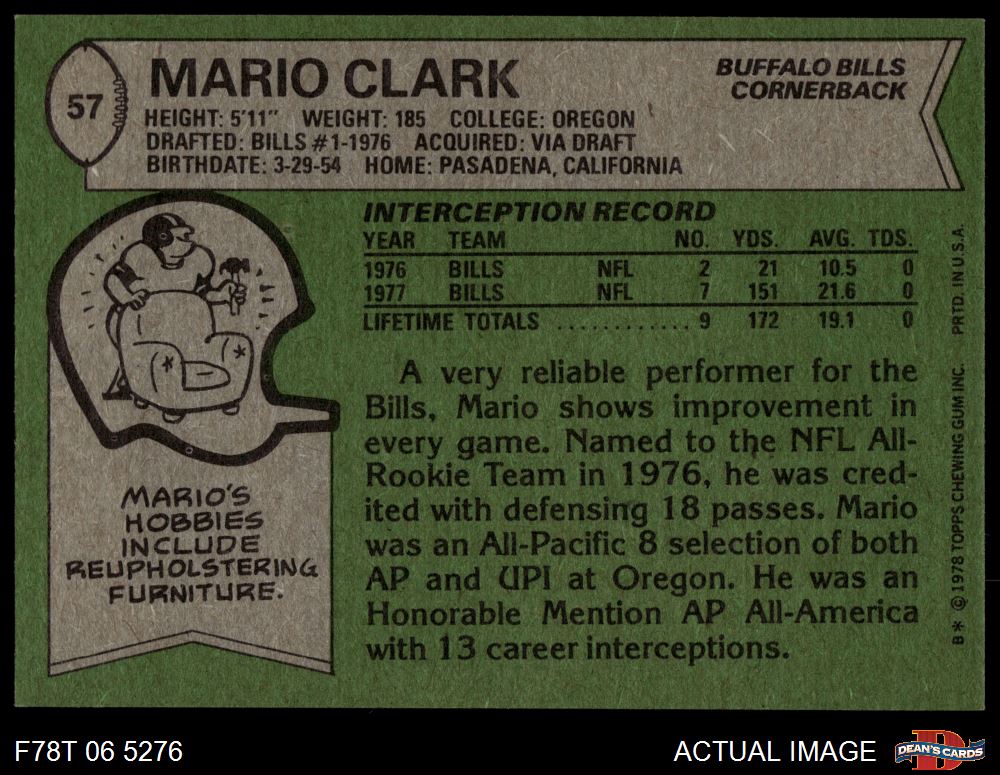 57
MARIO CLARK
BUFFALO BILLS
CORNERBACK
HEIGHT: 5'11" WEIGHT: 185 COLLEGE: OREGON
DRAFTED: BILLS #1-1976 ACQUIRED: VIA DRAFT
BIRTHDATE: 3-29-54 HOME: PASADENA, CALIFORNIA
INTERCEPTION RECORD
YEAR TEAM NO. YDS. AVG. TDS.
1976 BILLS NFL 2 21 10.5 0
1977 BILLS NFL 7 151 21.6 0
LIFETIME TOTALS ............ 9 172 19.1 0
A very reliable performer for the
Bills, Mario shows improvement in
every game. Named to the NFL All-
Rookie Team in 1976, he was cred-
ited with defensing 18 passes. Mario
was an All-Pacific 8 selection of both
AP and UPI at Oregon. He was an
Honorable Mention AP All-America
with 13 career interceptions.
MARIO'S
HOBBIES
INCLUDE
REUPHOLSTERING
FURNITURE.
B* © 1978 TOPPS CHEWING GUM INC. PRTD. IN U.S.A.
F78T 06 5276
ACTUAL IMAGE
D
DEAN'S CARDS